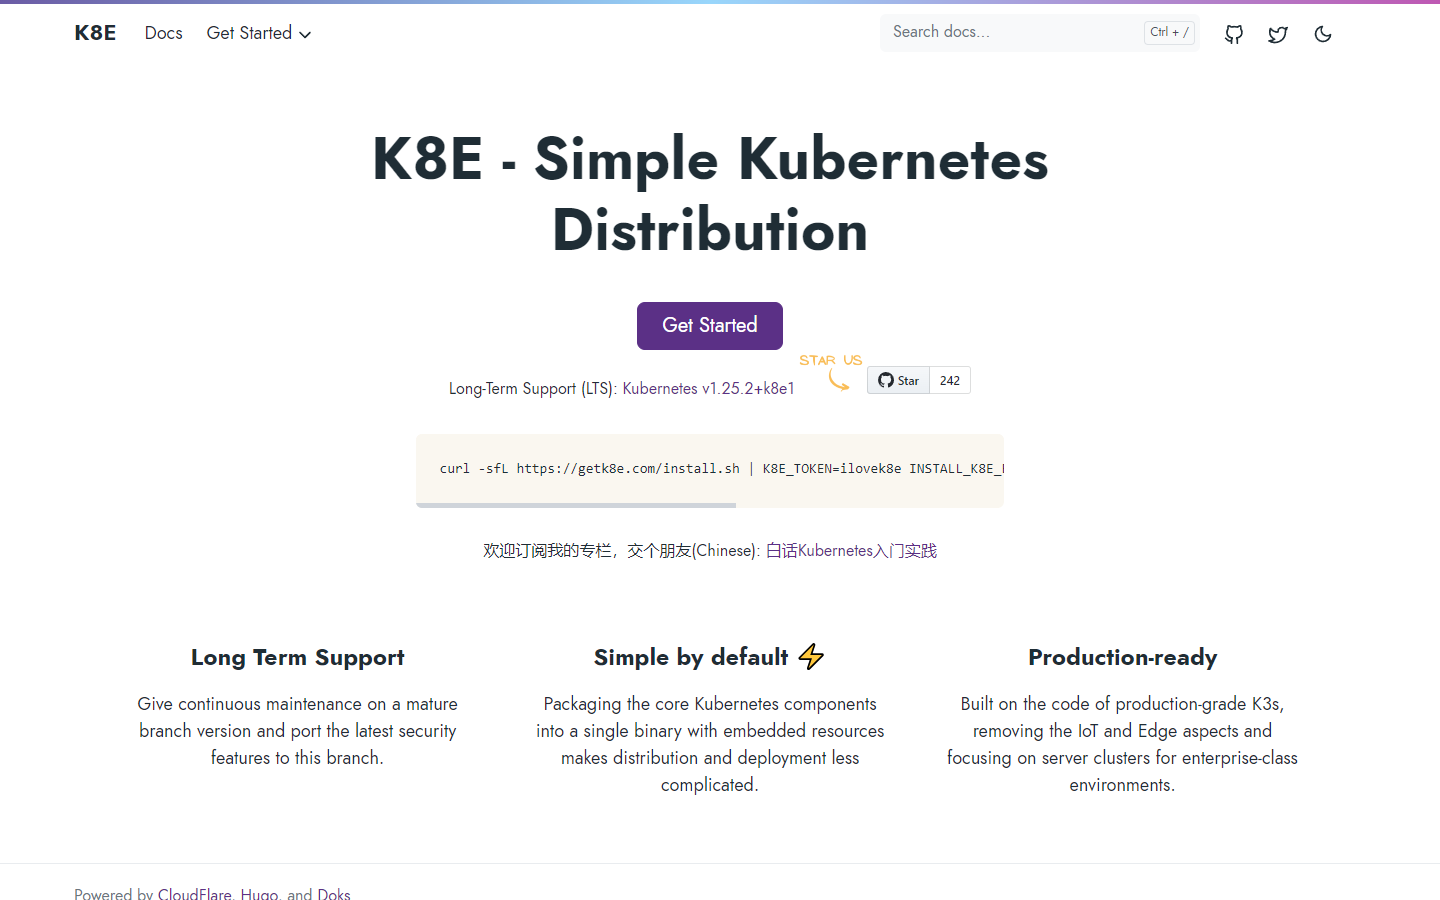 K8E Docs Get Started Search docs... Ctrl + /
K8E - Simple Kubernetes
Distribution
Get Started
STAR US
Long-Term Support (LTS): Kubernetes v1.25.2+k8e1 Star 242
curl -sfL https://getk8e.com/install.sh | K8E_TOKEN=ilovek8e INSTALL_K8E_
欢迎订阅我的专栏，交个朋友(Chinese): 白话Kubernetes入门实践
Long Term Support
Give continuous maintenance on a mature
branch version and port the latest security
features to this branch.
Simple by default ⚡
Packaging the core Kubernetes components
into a single binary with embedded resources
makes distribution and deployment less
complicated.
Production-ready
Built on the code of production-grade K3s,
removing the IoT and Edge aspects and
focusing on server clusters for enterprise-class
environments.
Powered by CloudFlare, Hugo, and Doks